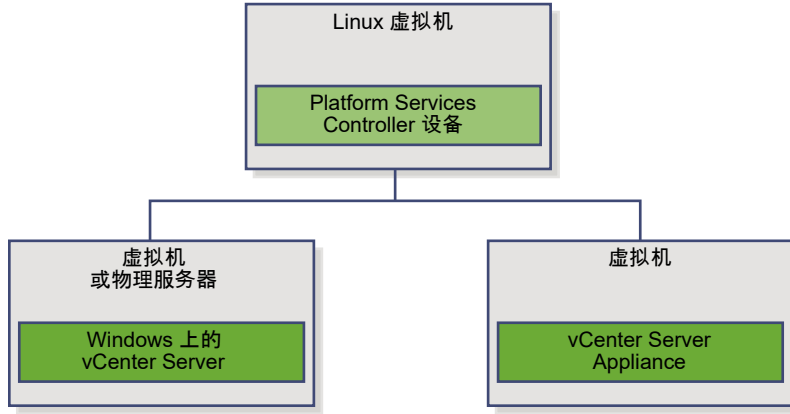 Linux 虚拟机
Platform Services
Controller 设备
虚拟机
或物理服务器
Windows 上的
vCenter Server
虚拟机
vCenter Server
Appliance